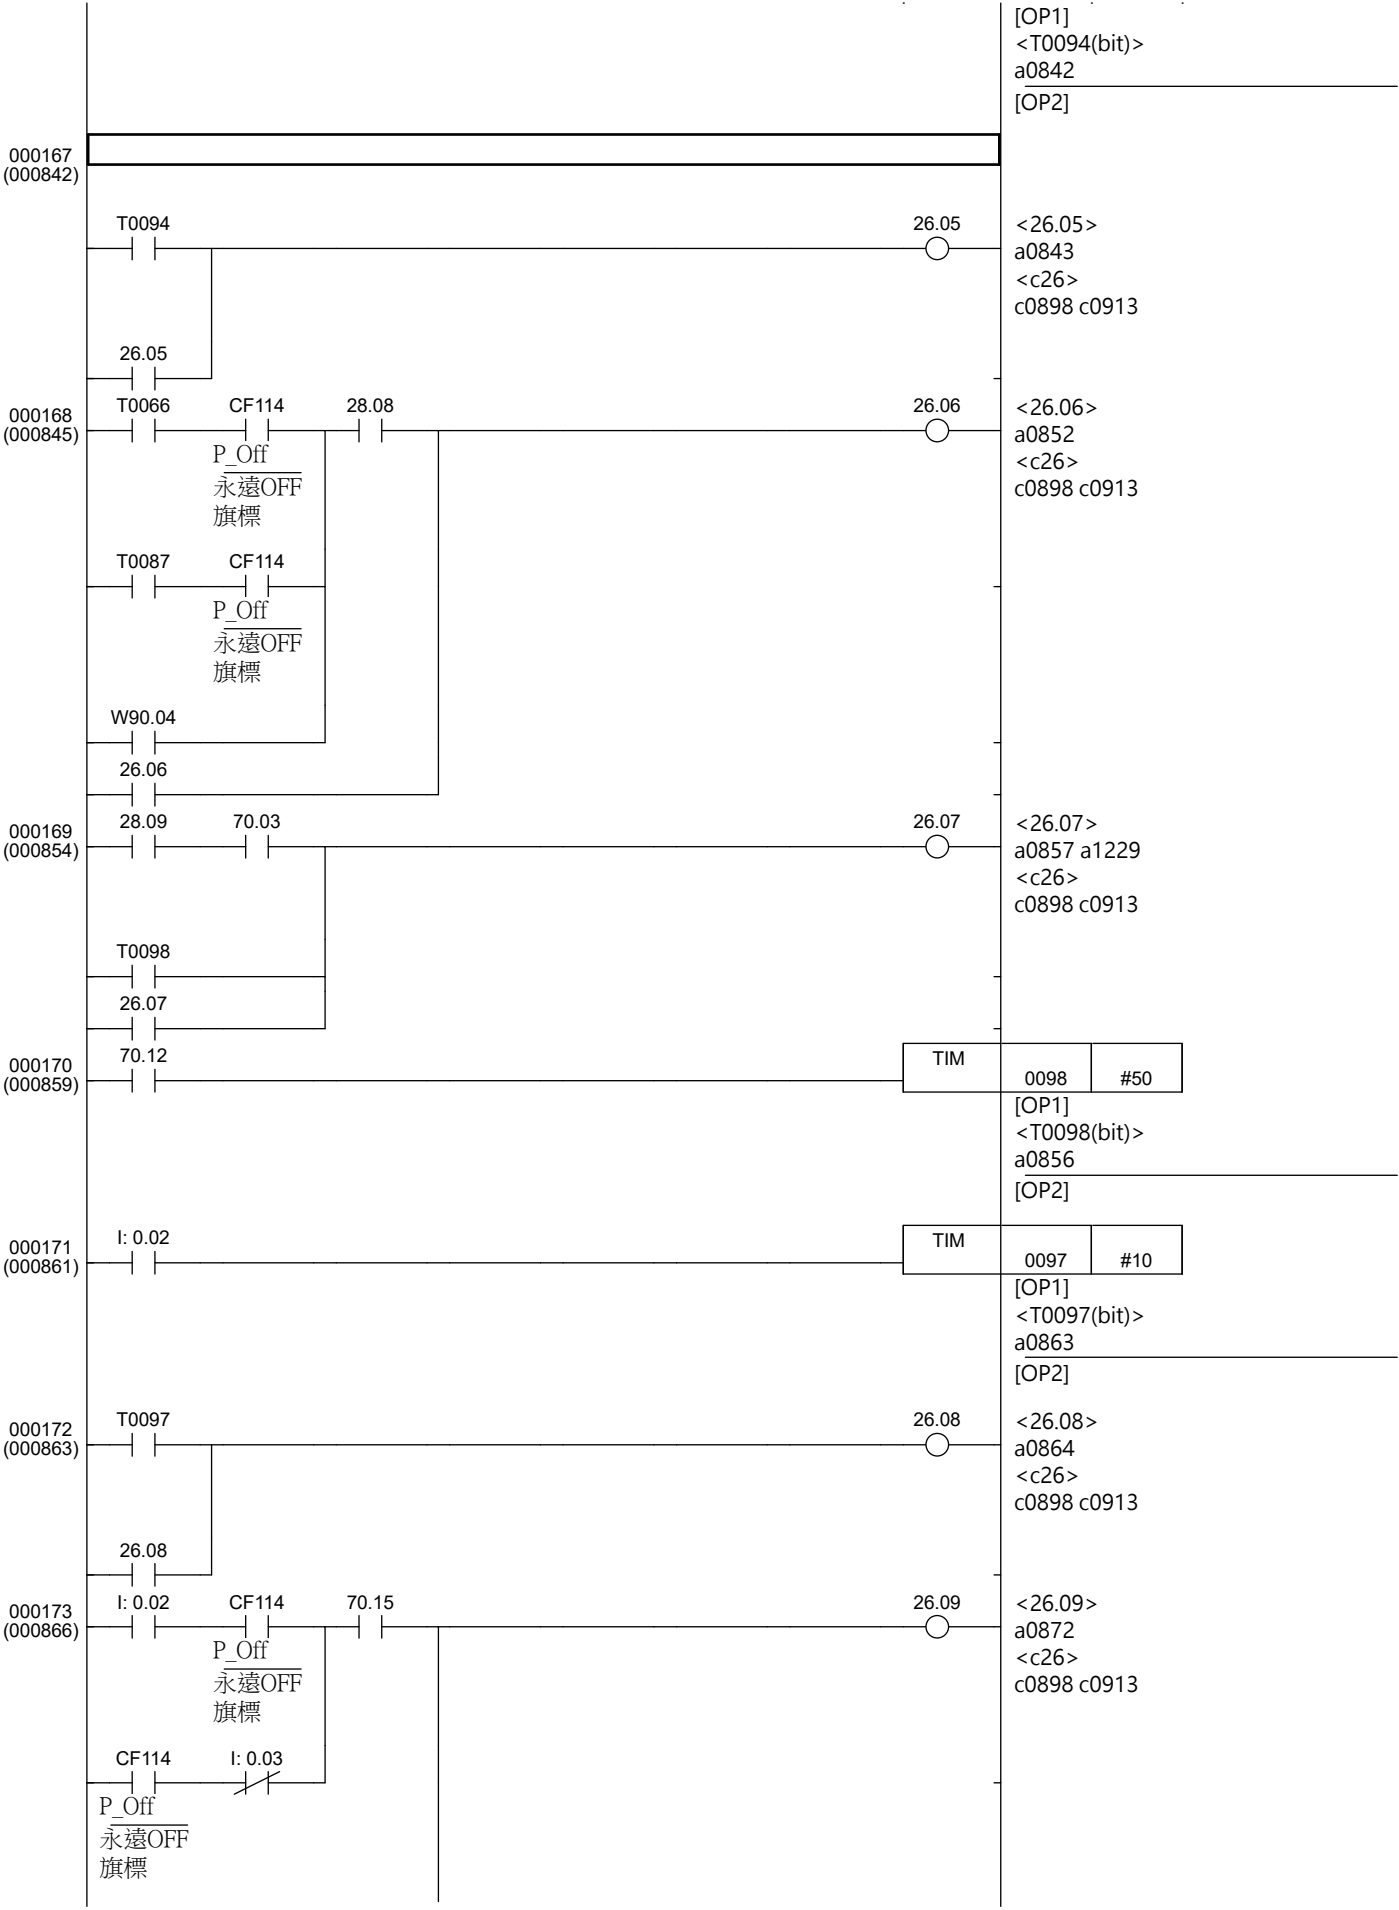 [OP1]
<T0094(bit)>
a0842
[OP2]
000167
(000842)
T0094 26.05 <26.05>
a0843
<c26>
c0898 c0913
26.05
000168
(000845)
T0066 CF114 28.08 26.06 <26.06>
P_Off a0852
永遠OFF <c26>
旗標 c0898 c0913
T0087 CF114
P_Off
永遠OFF
旗標
W90.04
26.06
000169
(000854)
28.09 70.03 26.07 <26.07>
a0857 a1229
<c26>
c0898 c0913
T0098
26.07
000170
(000859)
70.12 TIM
0098 #50
[OP1]
<T0098(bit)>
a0856
[OP2]
000171
(000861)
I: 0.02 TIM
0097 #10
[OP1]
<T0097(bit)>
a0863
[OP2]
000172
(000863)
T0097 26.08 <26.08>
a0864
<c26>
c0898 c0913
26.08
000173
(000866)
I: 0.02 CF114 70.15 26.09 <26.09>
P_Off a0872
永遠OFF <c26>
旗標 c0898 c0913
CF114 I: 0.03
P_Off
永遠OFF
旗標